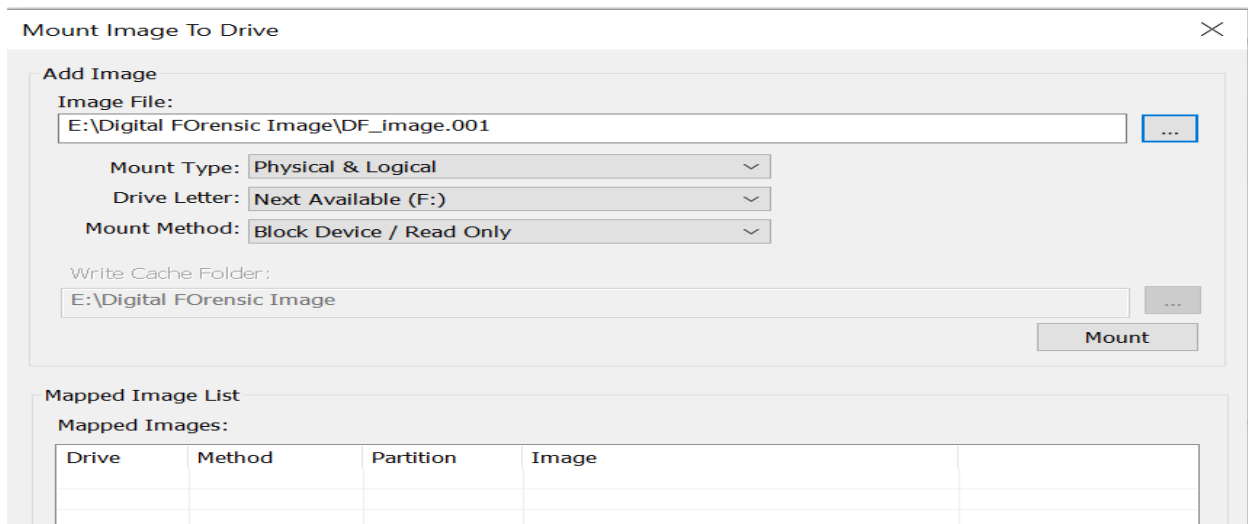 Mount Image To Drive
Add Image
Image File:
E:\Digital FOrensic Image\DF_image.001
...
Mount Type: Physical & Logical
Drive Letter: Next Available (F:)
Mount Method: Block Device / Read Only
Write Cache Folder:
E:\Digital FOrensic Image
...
Mount
Mapped Image List
Mapped Images:
Drive Method Partition Image